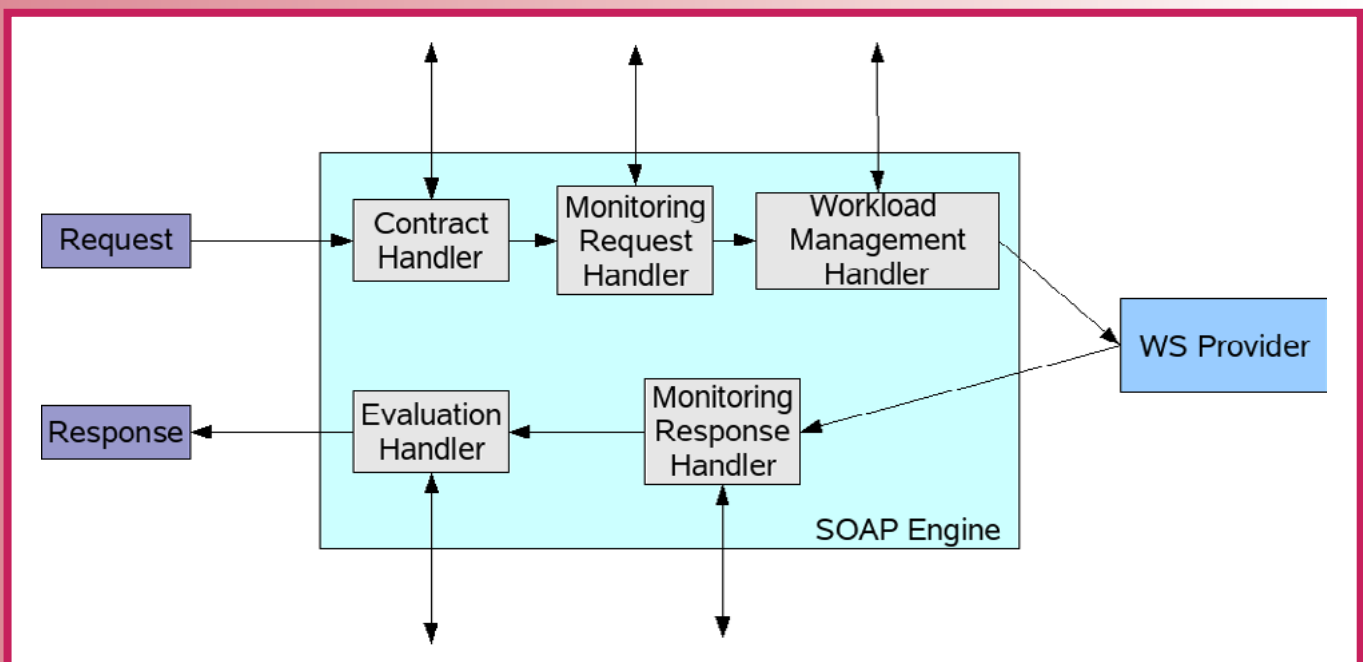 Request
Contract
Handler
Monitoring
Request
Handler
Workload
Management
Handler
WS Provider
Response
Evaluation
Handler
Monitoring
Response
Handler
SOAP Engine